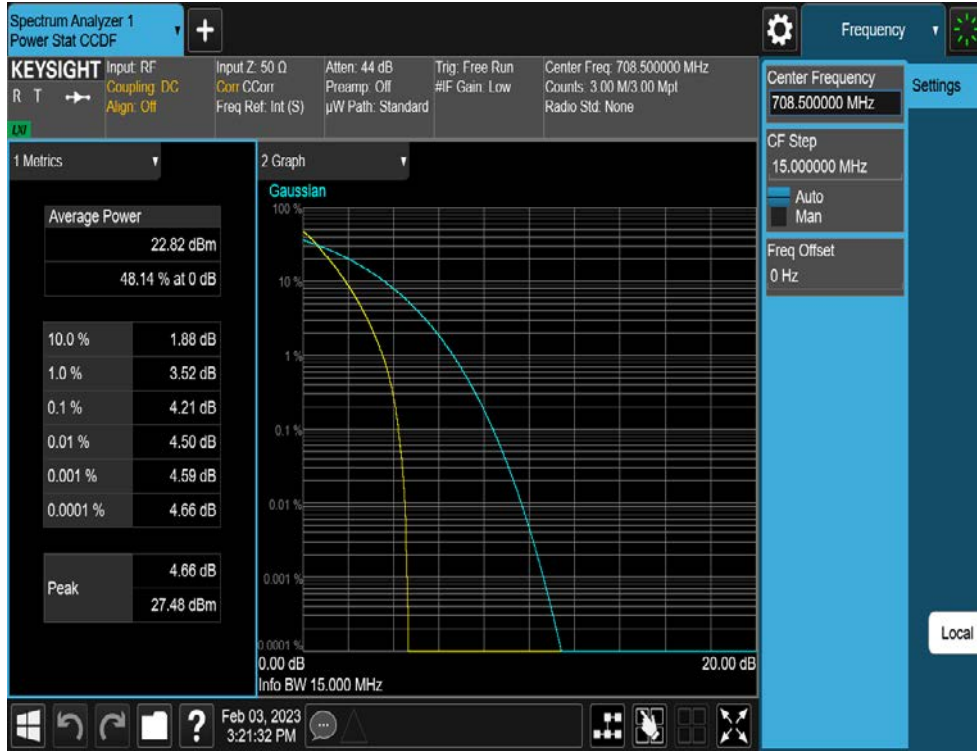 Spectrum Analyzer 1
Power Stat CCDF
+
Frequency
KEYSIGHT
R T
LXI
Input: RF
Coupling: DC
Align: Off
Input Z: 50 Ω
Corr CCorr
Freq Ref: Int (S)
Atten: 44 dB
Preamp: Off
µW Path: Standard
Trig: Free Run
#IF Gain: Low
Center Freq: 708.500000 MHz
Counts: 3.00 M/3.00 Mpt
Radio Std: None
Center Frequency
708.500000 MHz
Settings
CF Step
15.000000 MHz
Auto
Man
Freq Offset
0 Hz
1 Metrics
Average Power
22.82 dBm
48.14 % at 0 dB
10.0 % 1.88 dB
1.0 % 3.52 dB
0.1 % 4.21 dB
0.01 % 4.50 dB
0.001 % 4.59 dB
0.0001 % 4.66 dB
Peak
4.66 dB
27.48 dBm
2 Graph
Gaussian
100 %
10 %
1 %
0.1 %
0.01 %
0.001 %
0.0001 %
0.00 dB 20.00 dB
Info BW 15.000 MHz
Local
?
Feb 03, 2023
3:21:32 PM